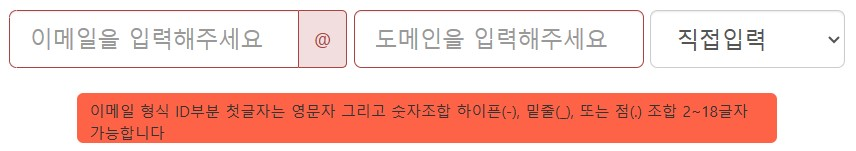 이메일을 입력해주세요 @ 도메인을 입력해주세요 직접입력
이메일 형식 ID부분 첫글자는 영문자 그리고 숫자조합 하이픈(-), 밑줄(_), 또는 점(.) 조합 2~18글자
가능합니다